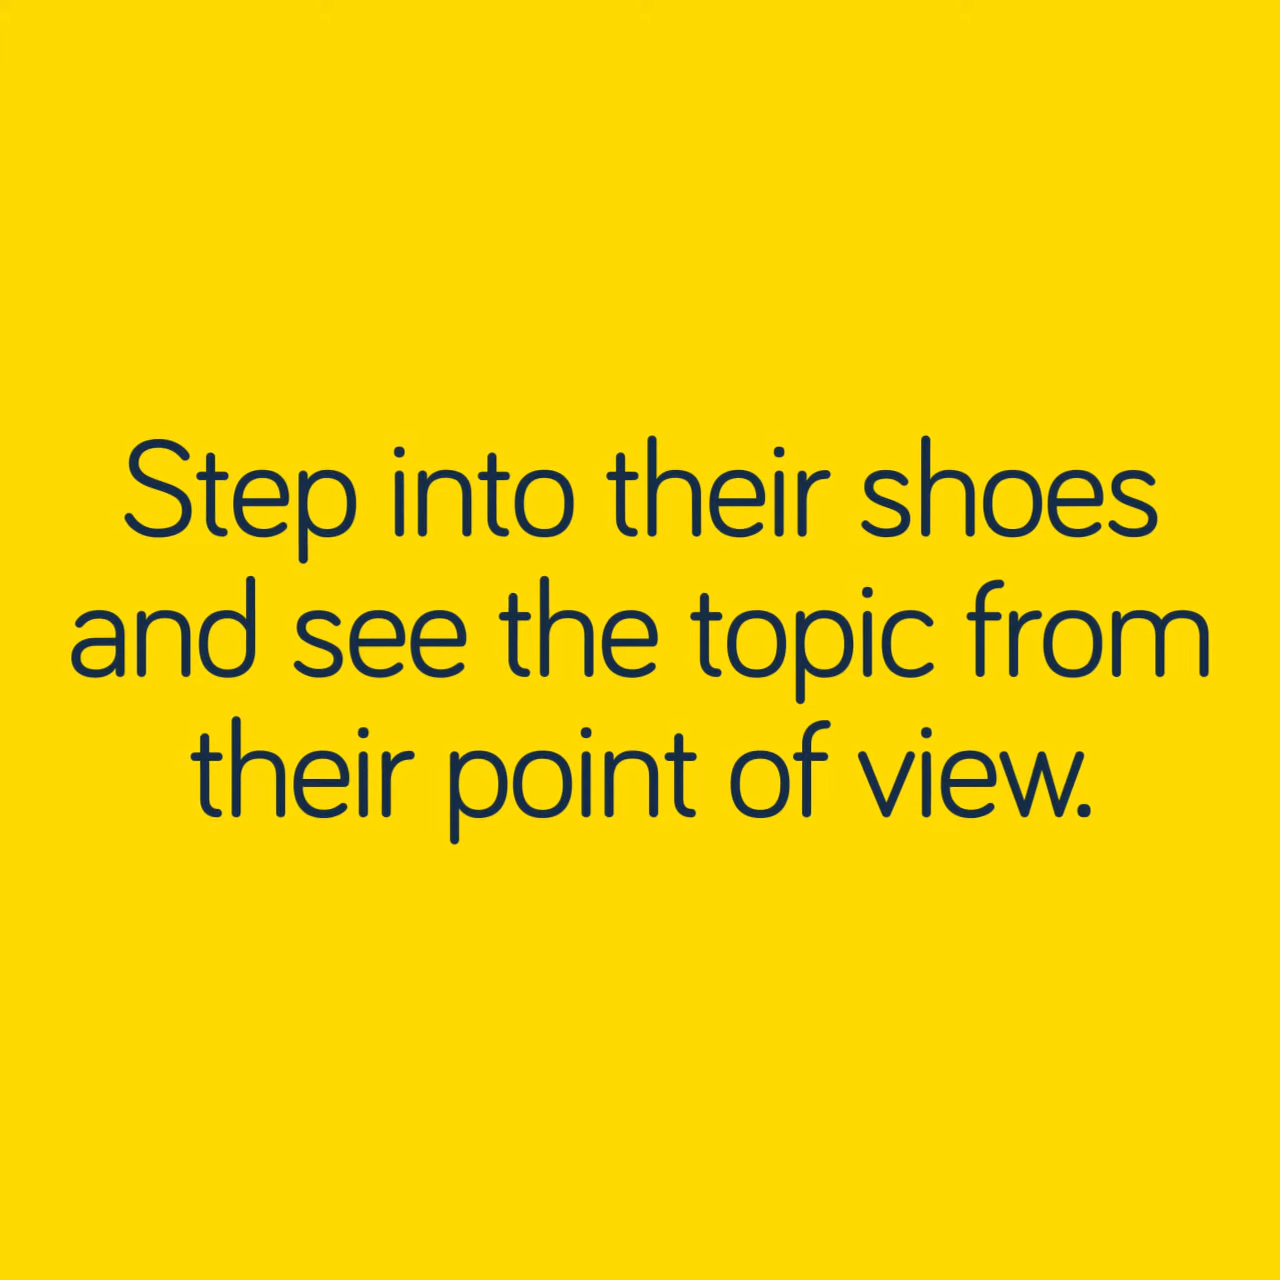 Step into their shoes
and see the topic from
their point of view.